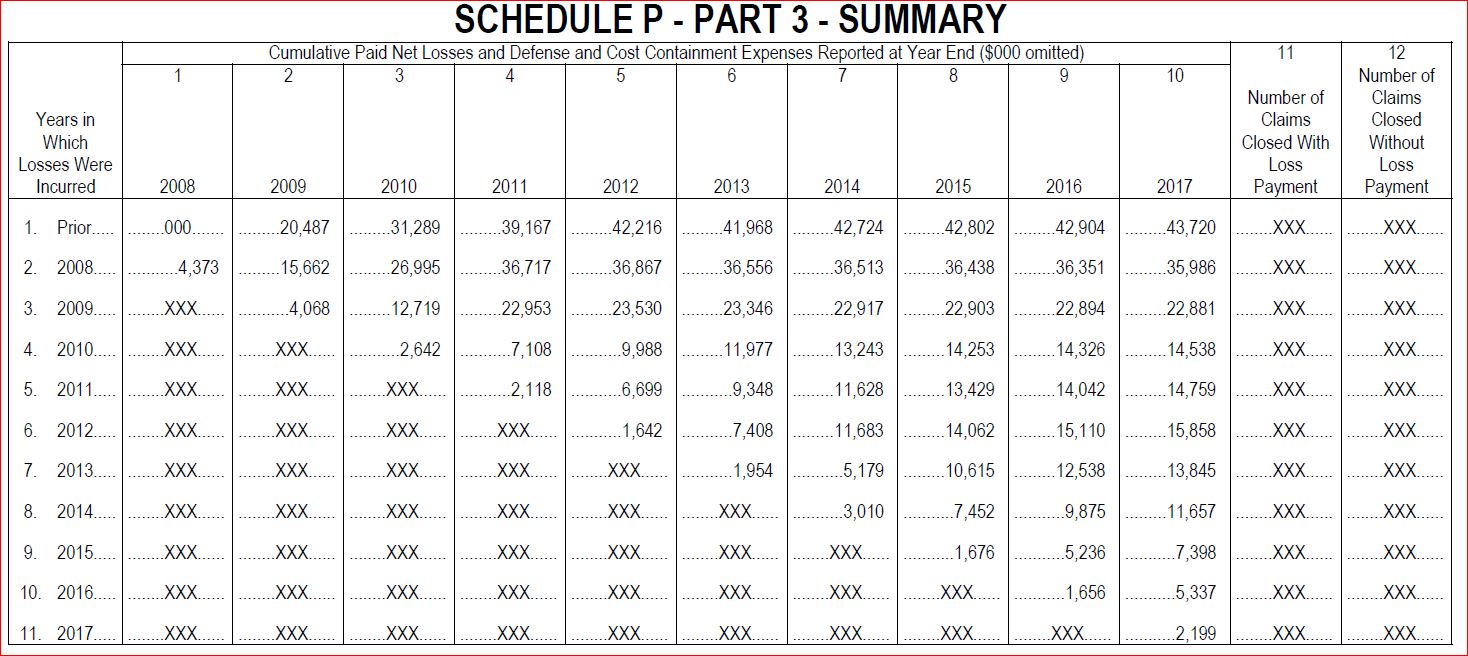 SCHEDULE P - PART 3 - SUMMARY
Cumulative Paid Net Losses and Defense and Cost Containment Expenses Reported at Year End ($000 omitted) 11 12
1 2 3 4 5 6 7 8 9 10 Number of
Number of Claims
Years in Claims Closed
Which Closed With Without
Losses Were Loss Loss
Incurred 2008 2009 2010 2011 2012 2013 2014 2015 2016 2017 Payment Payment
1. Prior..... ........000....... .........20,487 .........31,289 .........39,167 .........42,216 .........41,968 .........42,724 .........42,802 .........42,904 .........43,720 ........XXX...... ........XXX......
2. 2008..... ...........4,373 .........15,662 .........26,995 .........36,717 .........36,867 .........36,556 .........36,513 .........36,438 .........36,351 .........35,986 ........XXX...... ........XXX......
3. 2009..... ........XXX...... ...........4,068 .........12,719 .........22,953 .........23,530 .........23,346 .........22,917 .........22,903 .........22,894 .........22,881 ........XXX...... ........XXX......
4. 2010..... ........XXX...... ........XXX...... ...........2,642 ...........7,108 ...........9,988 .........11,977 .........13,243 .........14,253 .........14,326 .........14,538 ........XXX...... ........XXX......
5. 2011..... ........XXX...... ........XXX...... ........XXX...... ...........2,118 ...........6,699 ...........9,348 .........11,628 .........13,429 .........14,042 .........14,759 ........XXX...... ........XXX......
6. 2012..... ........XXX...... ........XXX...... ........XXX...... ........XXX...... ...........1,642 ...........7,408 .........11,683 .........14,062 .........15,110 .........15,858 ........XXX...... ........XXX......
7. 2013..... ........XXX...... ........XXX...... ........XXX...... ........XXX...... ........XXX...... ...........1,954 ...........5,179 .........10,615 .........12,538 .........13,845 ........XXX...... ........XXX......
8. 2014..... ........XXX...... ........XXX...... ........XXX...... ........XXX...... ........XXX...... ........XXX...... ...........3,010 ...........7,452 ...........9,875 .........11,657 ........XXX...... ........XXX......
9. 2015..... ........XXX...... ........XXX...... ........XXX...... ........XXX...... ........XXX...... ........XXX...... ........XXX...... ...........1,676 ...........5,236 ...........7,398 ........XXX...... ........XXX......
10. 2016..... ........XXX...... ........XXX...... ........XXX...... ........XXX...... ........XXX...... ........XXX...... ........XXX...... ........XXX...... ...........1,656 ...........5,337 ........XXX...... ........XXX......
11. 2017..... ........XXX...... ........XXX...... ........XXX...... ........XXX...... ........XXX...... ........XXX...... ........XXX...... ........XXX...... ........XXX...... ...........2,199 ........XXX...... ........XXX......